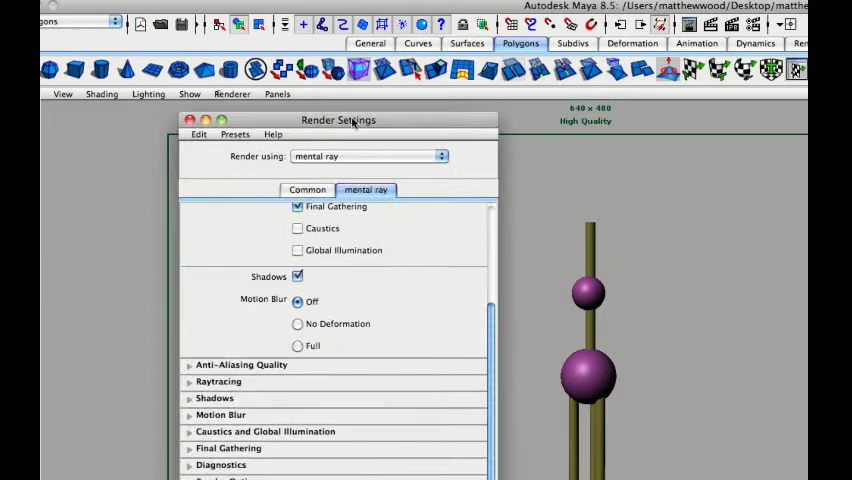 Autodesk Maya 8.5: /Users/matthewwood/Desktop/matthe
gons
General Curves Surfaces Polygons Subdivs Deformation Animation Dynamics Ren
View Shading Lighting Show Renderer Panels
640 x 480
High Quality
Render Settings
Edit Presets Help
Render using: mental ray
Common mental ray
Final Gathering
Caustics
Global Illumination
Shadows
Motion Blur Off
No Deformation
Full
Anti-Aliasing Quality
Raytracing
Shadows
Motion Blur
Caustics and Global Illumination
Final Gathering
Diagnostics